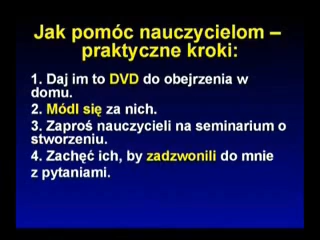 Jak pomóc nauczycielom –
praktyczne kroki:
1. Daj im to DVD do obejrzenia w
domu.
2. Módl się za nich.
3. Zaproś nauczycieli na seminarium o
stworzeniu.
4. Zachęć ich, by zadzwonili do mnie
z pytaniami.